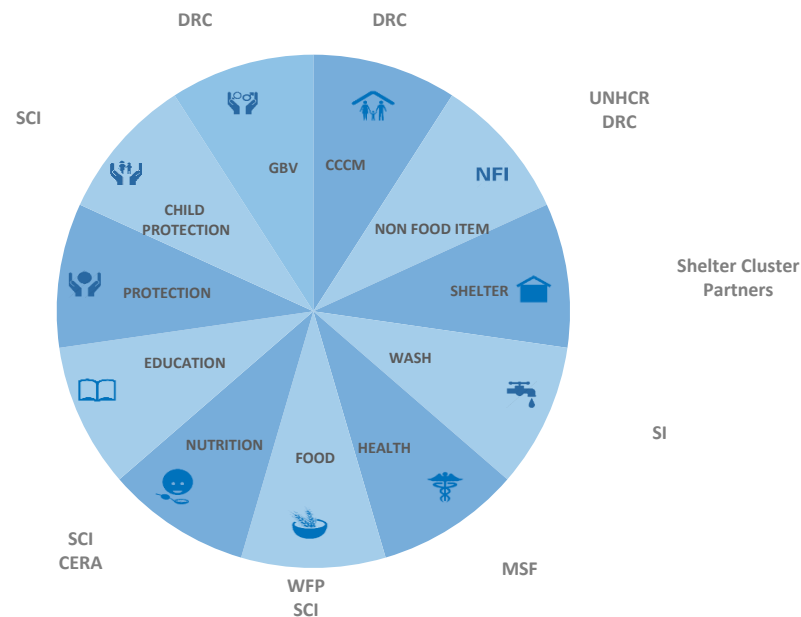 DRC
DRC
UNHCR
DRC
SCI
NFI
GBV
CCCM
CHILD
PROTECTION
NON FOOD ITEM
Shelter Cluster
Partners
PROTECTION
SHELTER
EDUCATION
WASH
SI
NUTRITION
FOOD
HEALTH
SCI
CERA
WFP
SCI
MSF